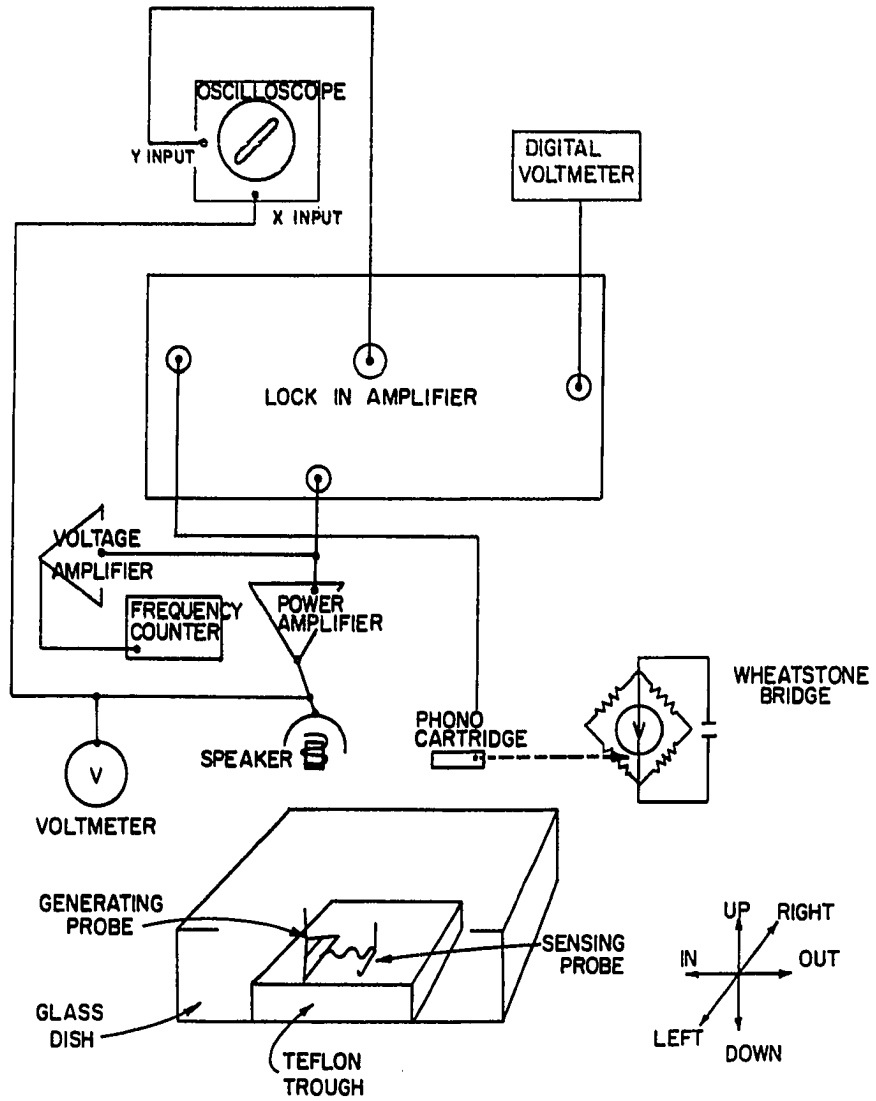 OSCILLOSCOPE
Y INPUT
X INPUT
DIGITAL
VOLTMETER
LOCK IN AMPLIFIER
VOLTAGE
AMPLIFIER
FREQUENCY
COUNTER
POWER
AMPLIFIER
SPEAKER
V
VOLTMETER
PHONO
CARTRIDGE
V
WHEATSTONE
BRIDGE
GENERATING
PROBE
SENSING
PROBE
GLASS
DISH
TEFLON
TROUGH
UP
RIGHT
IN
OUT
LEFT
DOWN